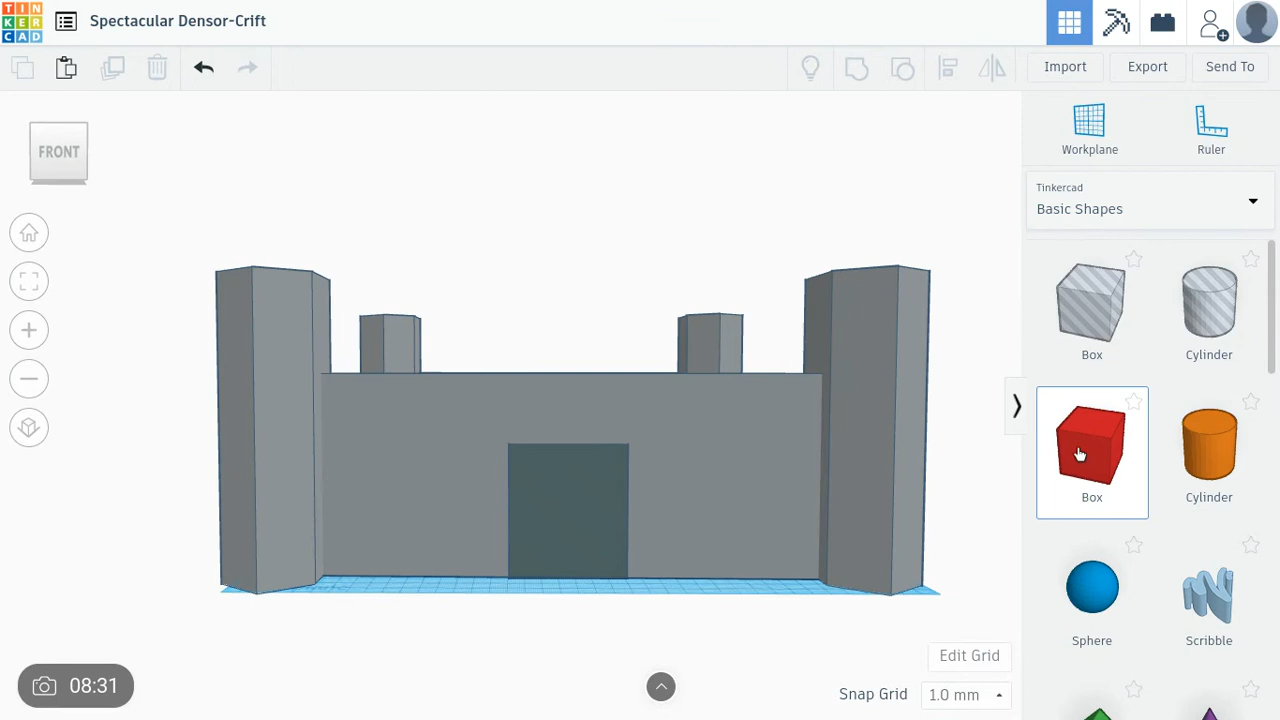 TIN
KER
CAD
Spectacular Densor-Crift
Import
Export
Send To
FRONT
Workplane
Ruler
Tinkercad
Basic Shapes
Box
Cylinder
Box
Cylinder
Sphere
Scribble
Edit Grid
Snap Grid
1.0 mm
08:31